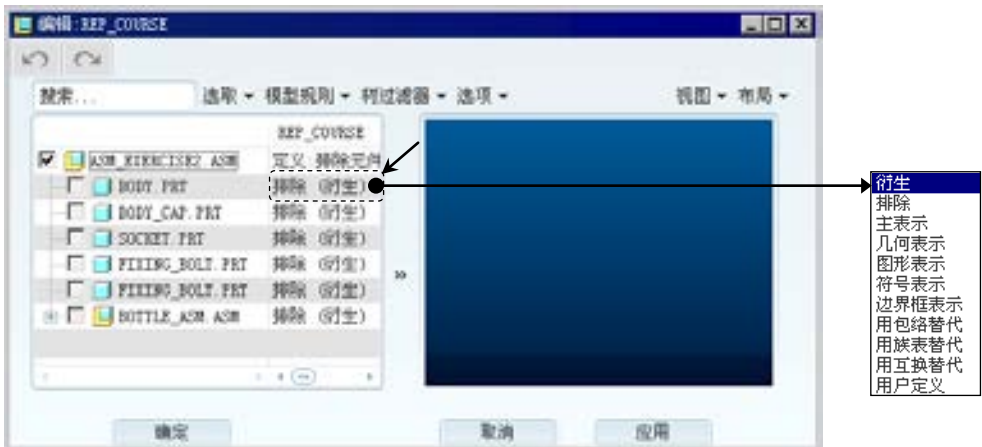 编辑:REP_COURSE
搜索... 选取 模型规则 树过滤器 选项 视图 布局
REP_COURSE
ASM_EXERCISE2.ASM 定义 排除元件
BODY.PRT 排除 (衍生)
BODY_CAP.PRT 排除 (衍生)
SOCKET.PRT 排除 (衍生)
FIXING_BOLT.PRT 排除 (衍生)
FIXING_BOLT.PRT 排除 (衍生)
BOTTLE_ASM.ASM 排除 (衍生)
确定 取消 应用
衍生
排除
主表示
几何表示
图形表示
符号表示
边界框表示
用包络替代
用族表替代
用互换替代
用户定义